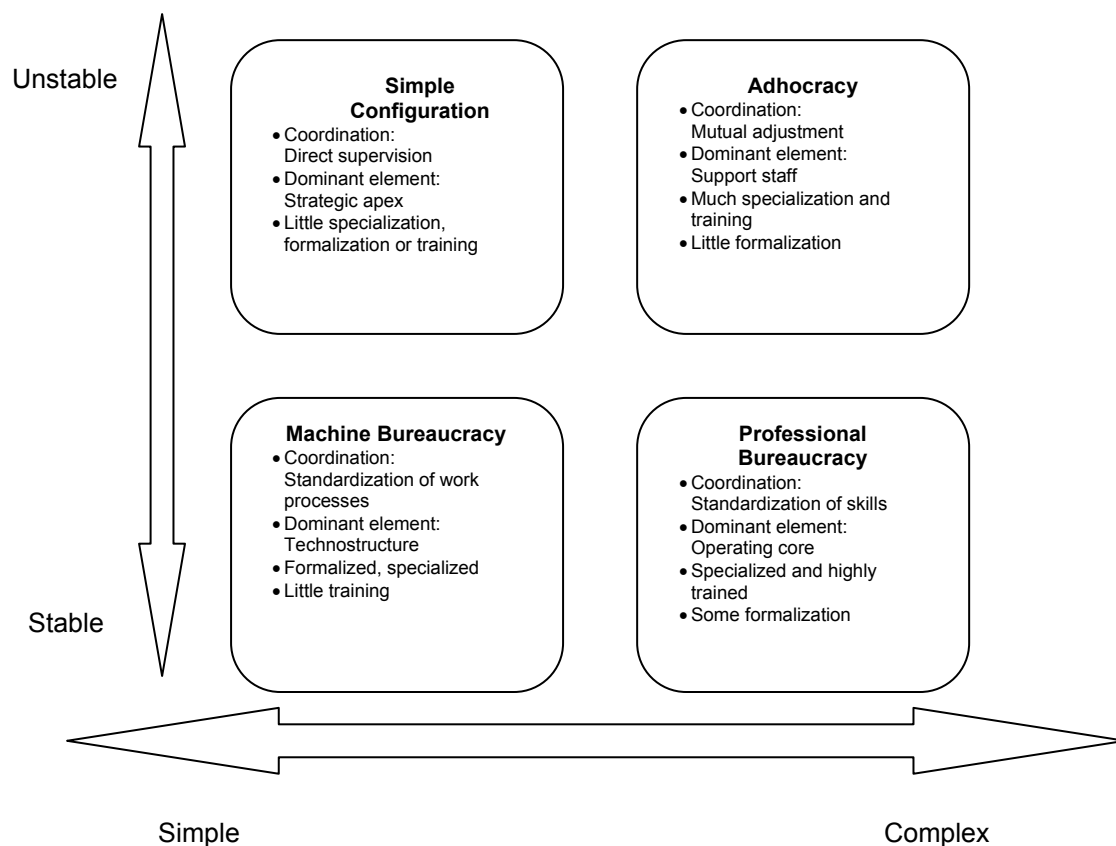 Unstable
Simple
Configuration
• Coordination:
Direct supervision
• Dominant element:
Strategic apex
• Little specialization,
formalization or training
Adhocracy
• Coordination:
Mutual adjustment
• Dominant element:
Support staff
• Much specialization and
training
• Little formalization
Machine Bureaucracy
• Coordination:
Standardization of work
processes
• Dominant element:
Technostructure
• Formalized, specialized
• Little training
Professional
Bureaucracy
• Coordination:
Standardization of skills
• Dominant element:
Operating core
• Specialized and highly
trained
• Some formalization
Stable
Simple
Complex